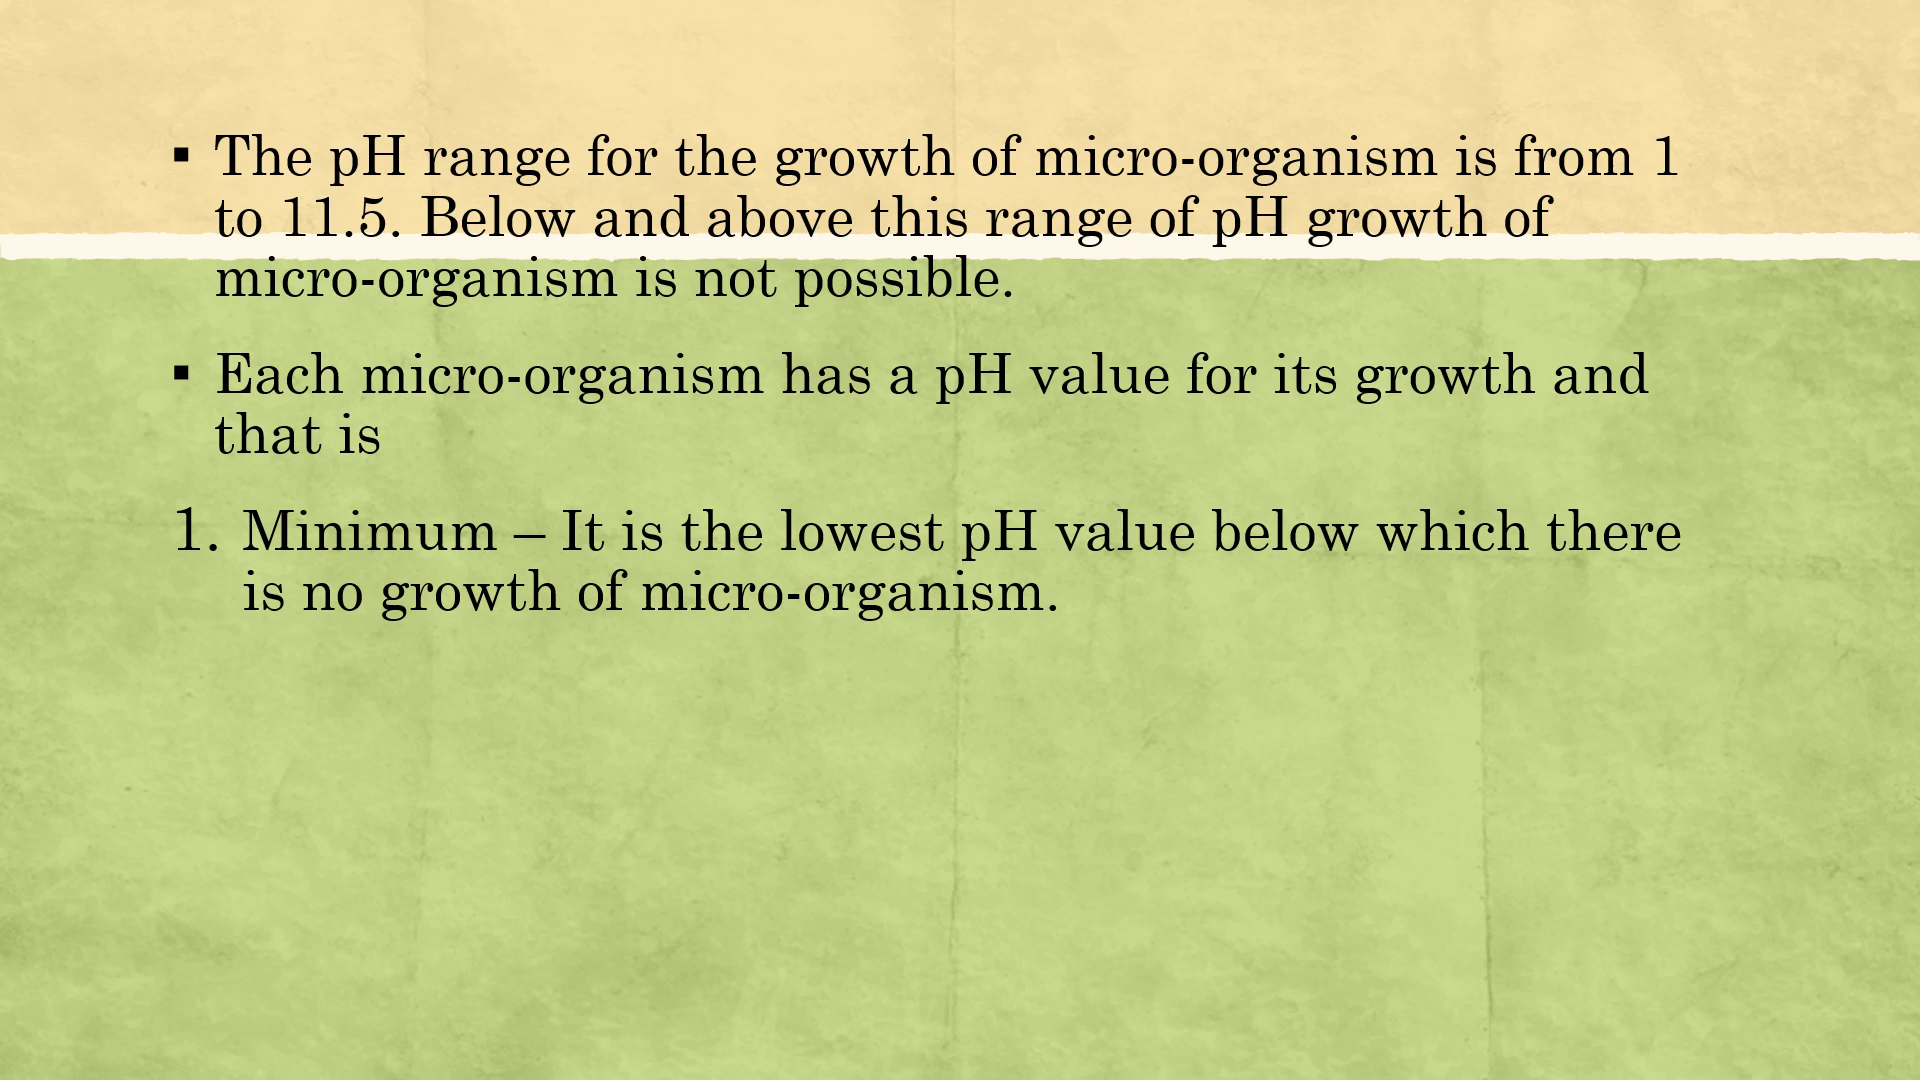 ▪ The pH range for the growth of micro-organism is from 1
to 11.5. Below and above this range of pH growth of
micro-organism is not possible.
▪ Each micro-organism has a pH value for its growth and
that is
1. Minimum – It is the lowest pH value below which there
is no growth of micro-organism.